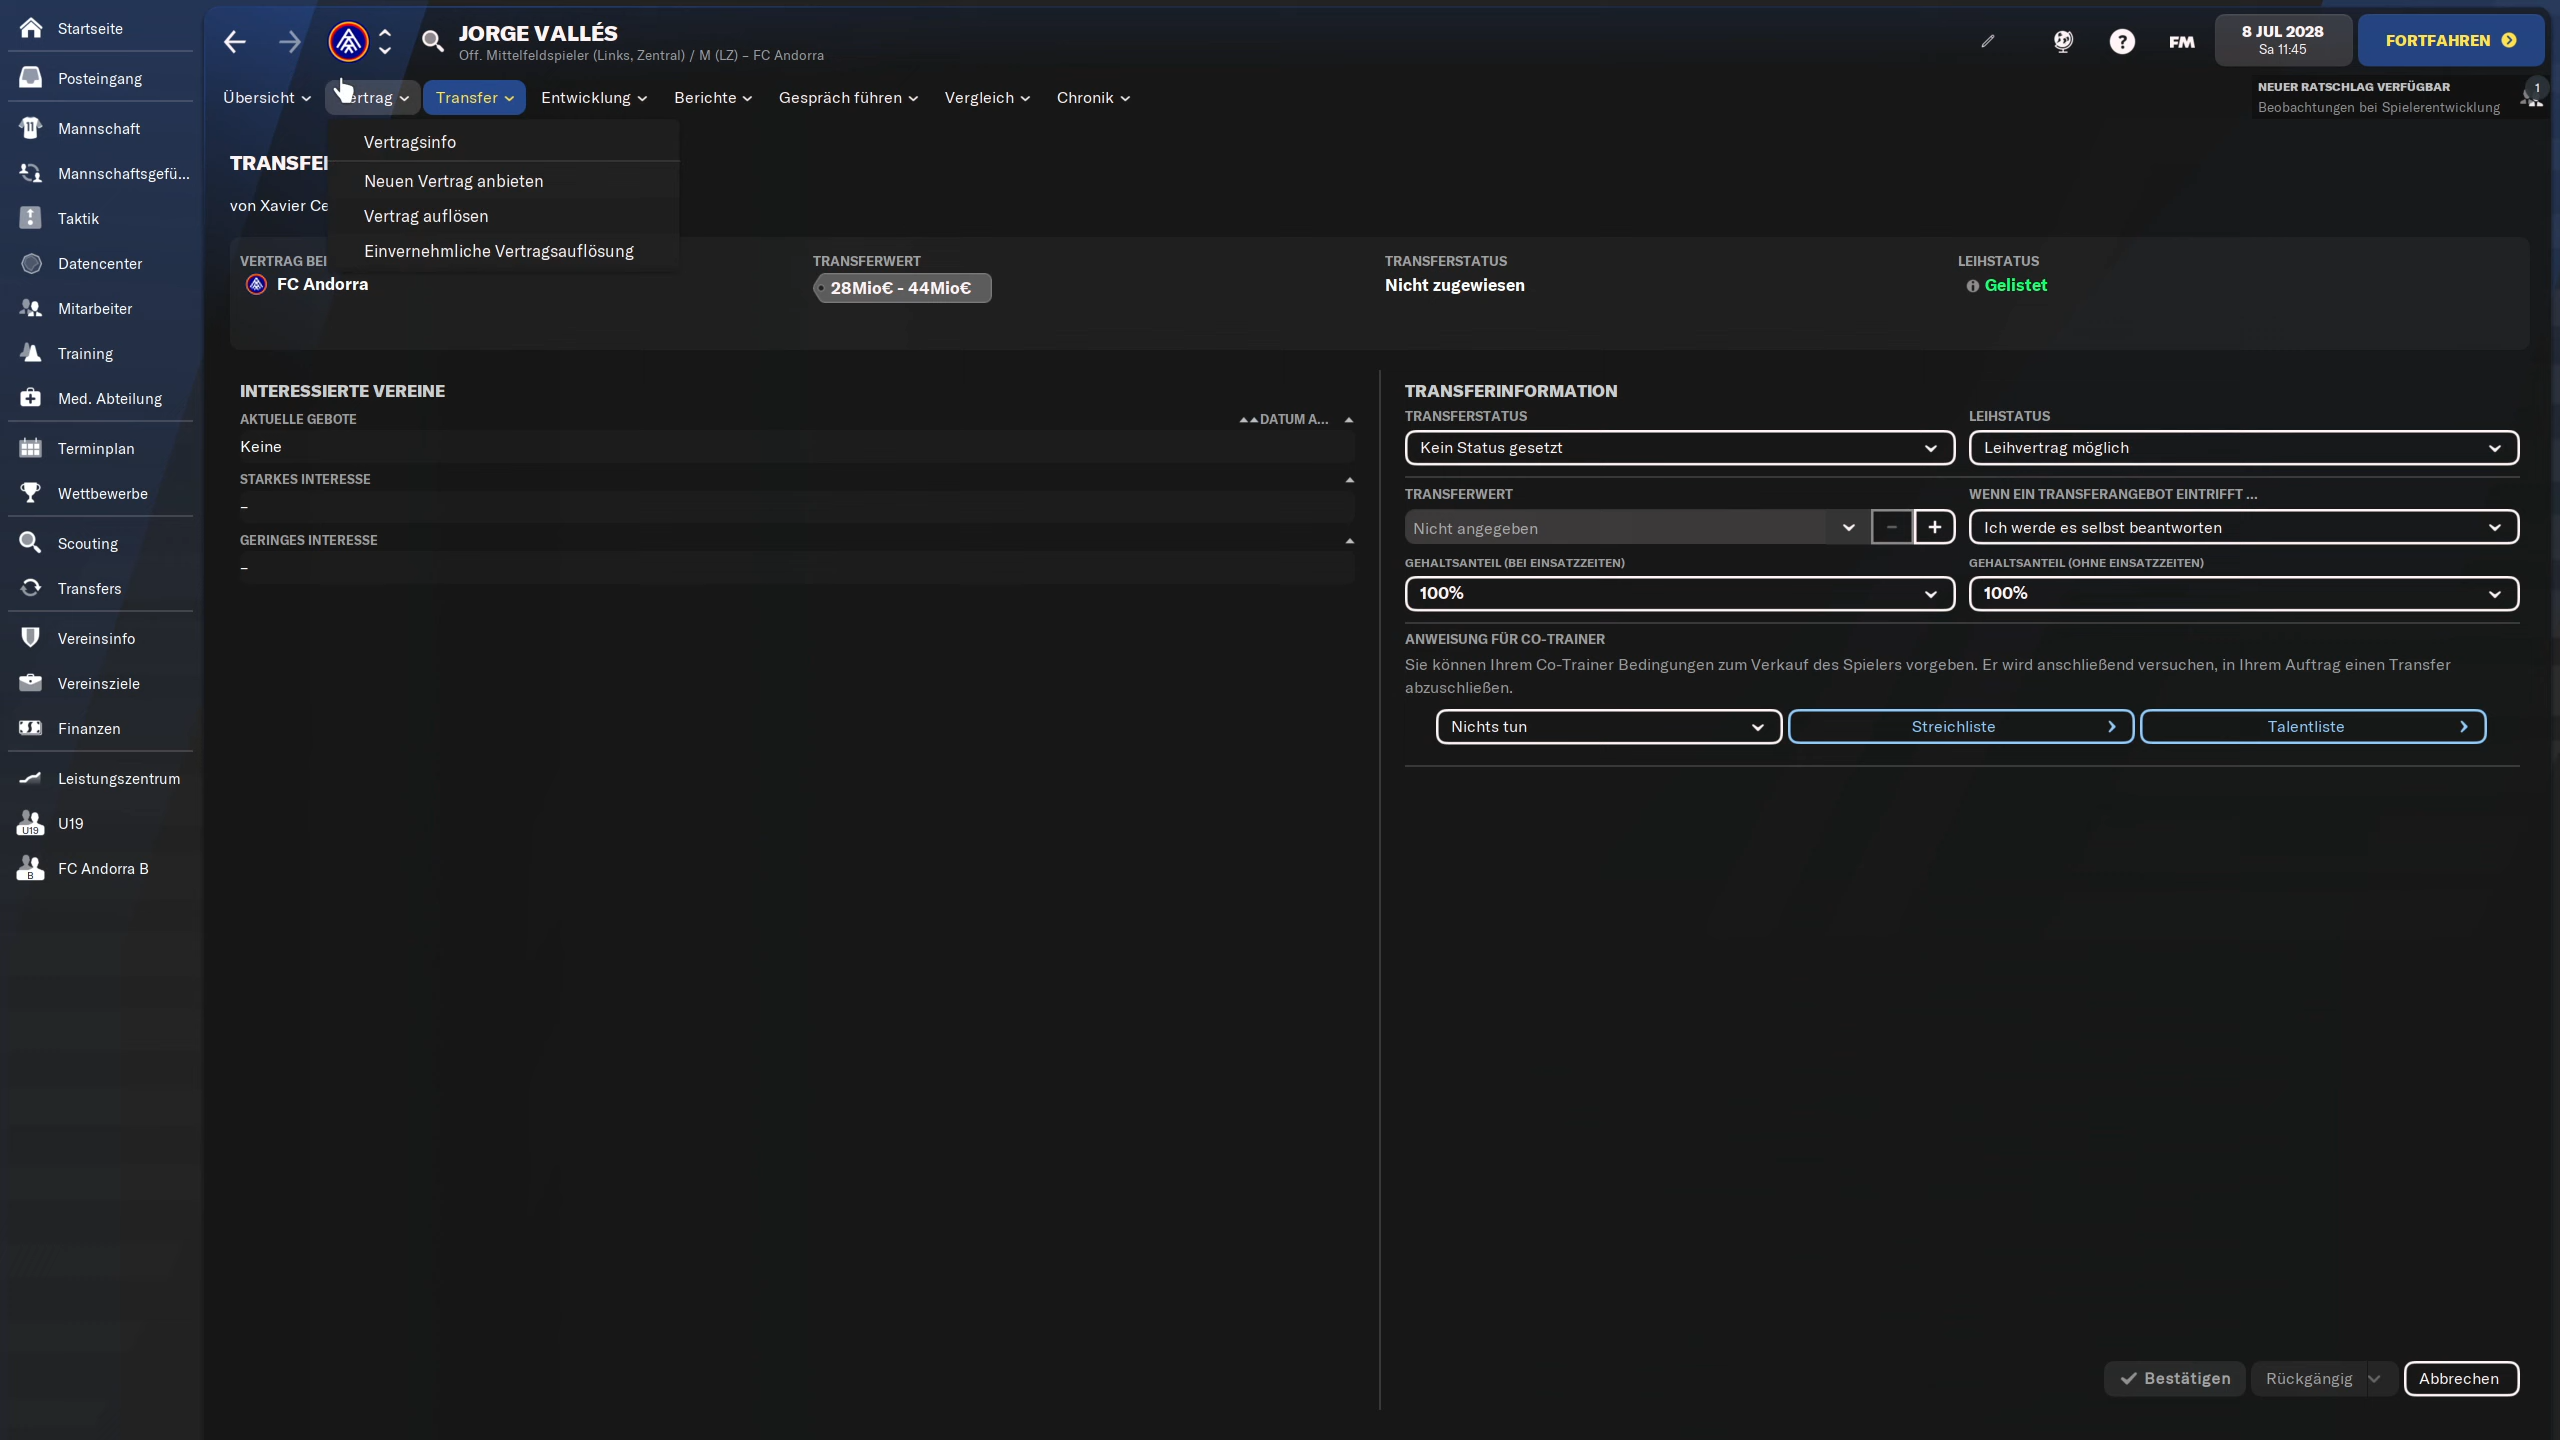 Startseite
Posteingang
Mannschaft
Mannschaftsgefü...
Taktik
Datencenter
Mitarbeiter
Training
Med. Abteilung
Terminplan
Wettbewerbe
Scouting
Transfers
Vereinsinfo
Vereinsziele
Finanzen
Leistungszentrum
U19
U19
B
FC Andorra B
JORGE VALLÉS
Off. Mittelfeldspieler (Links, Zentral) / M (LZ) - FC Andorra
FM
8 JUL 2028
Sa 11:45
FORTFAHREN
Übersicht
Transfer
Entwicklung
Berichte
Gespräch führen
Vergleich
Chronik
NEUER RATSCHLAG VERFÜGBAR
Beobachtungen bei Spielerentwicklung
1
Vertragsinfo
Neuen Vertrag anbieten
Vertrag auflösen
Einvernehmliche Vertragsauflösung
von Xavier
VERTRAG BEI
FC Andorra
TRANSFERWERT
28Mio€ - 44Mio€
TRANSFERSTATUS
Nicht zugewiesen
LEIHSTATUS
Gelistet
INTERESSIERTE VEREINE
AKTUELLE GEBOTE
DATUM A...
Keine
STARKES INTERESSE
-
GERINGES INTERESSE
-
TRANSFERINFORMATION
TRANSFERSTATUS
Kein Status gesetzt
LEIHSTATUS
Leihvertrag möglich
TRANSFERWERT
Nicht angegeben
- +
WENN EIN TRANSFERANGEBOT EINTRIFFT ...
Ich werde es selbst beantworten
GEHALTSANTEIL (BEI EINSATZZEITEN)
100%
GEHALTSANTEIL (OHNE EINSATZZEITEN)
100%
ANWEISUNG FÜR CO-TRAINER
Sie können Ihrem Co-Trainer Bedingungen zum Verkauf des Spielers vorgeben. Er wird anschließend versuchen, in Ihrem Auftrag einen Transfer
abzuschließen.
Nichts tun
Streichliste
Talentliste
Bestätigen
Rückgängig
Abbrechen